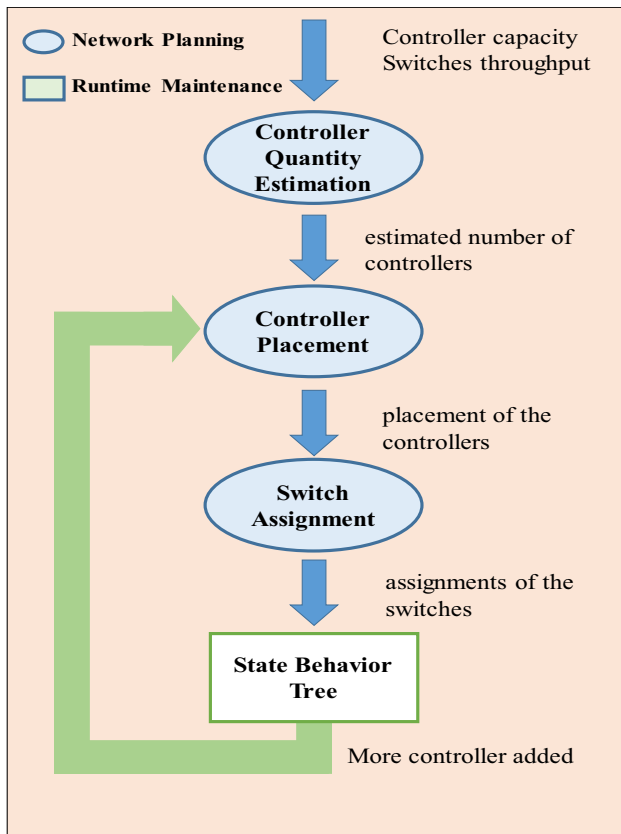 Network Planning
Runtime Maintenance
Controller capacity
Switches throughput
Controller
Quantity
Estimation
estimated number of
controllers
Controller
Placement
placement of the
controllers
Switch
Assignment
assignments of the
switches
State Behavior
Tree
More controller added